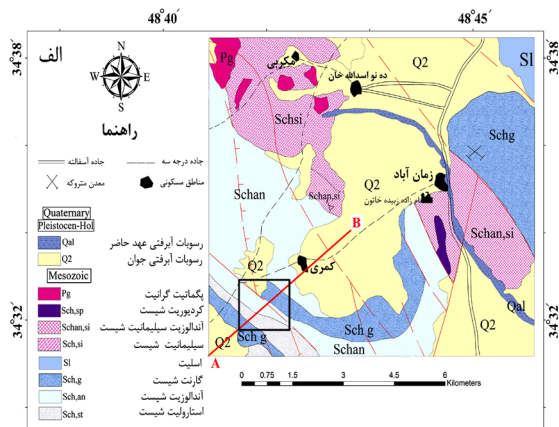 48° 40'
48° 45'
34° 38'
34° 38'
34° 32'
34° 32'
الف
N
W E
S
راهنما
جاده آسفالته
جاده درجه سه
معدن متروکه
مناطق مسکونی
Quaternary
Pleistocen-Hol
Qal رسوبات آبرفتی عهد حاضر
Q2 رسوبات آبرفتی جوان
Mesozoic
Pg پگماتیت گرانیت
Sch,sp کردیوریت شیست
Schan,si آندالوزیت سیلیمانیت شیست
Sch,si سیلیمانیت شیست
Sl اسلیت
Sch,g گارنت شیست
Sch,an آندالوزیت شیست
Sch,st استارولیت شیست
Pg
مکربی
ده نو اسدالله خان
Q2
Sl
Schsi
Schg
زمان آباد
Q2
Schan
Schan,si
امام زاده زبیده خاتون
Schan,si
B
کمری
Q2
Qal
Q2
Sch g
Sch g
Q2
Schan
A
0 0.75 1.5 3 4.5 6
Kilometers